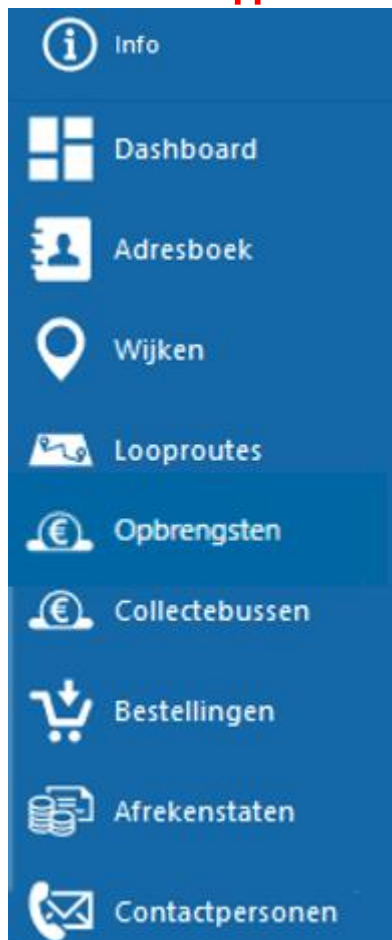 Info
Dashboard
Adresboek
Wijken
Looproutes
Opbrengsten
Collectebussen
Bestellingen
Afrekenstaten
Contactpersonen